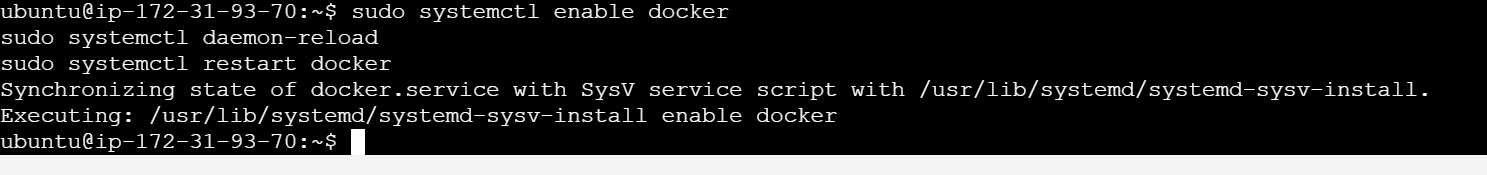 ubuntu@ip-172-31-93-70:~$ sudo systemctl enable docker
sudo systemctl daemon-reload
sudo systemctl restart docker
Synchronizing state of docker.service with SysV service script with /usr/lib/systemd/systemd-sysv-install.
Executing: /usr/lib/systemd/systemd-sysv-install enable docker
ubuntu@ip-172-31-93-70:~$